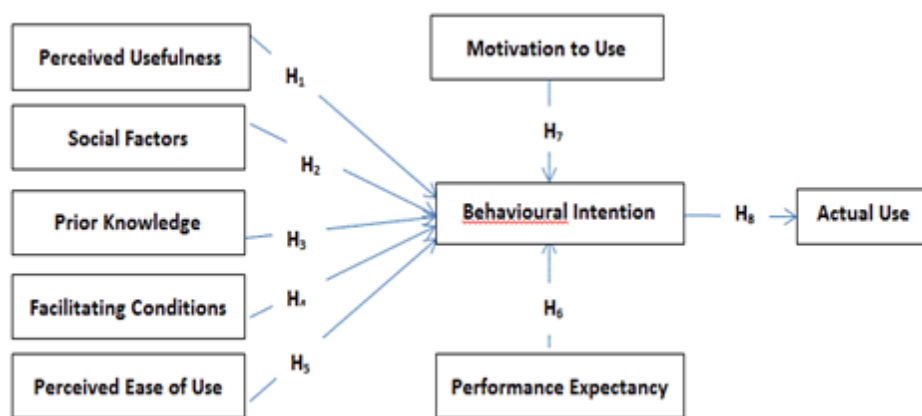 Perceived Usefulness
H₁
Motivation to Use
Social Factors
H₂
H₇
Prior Knowledge
H₃
Behavioural Intention
H₈
Actual Use
Facilitating Conditions
H₆
Perceived Ease of Use
H₅
Performance Expectancy